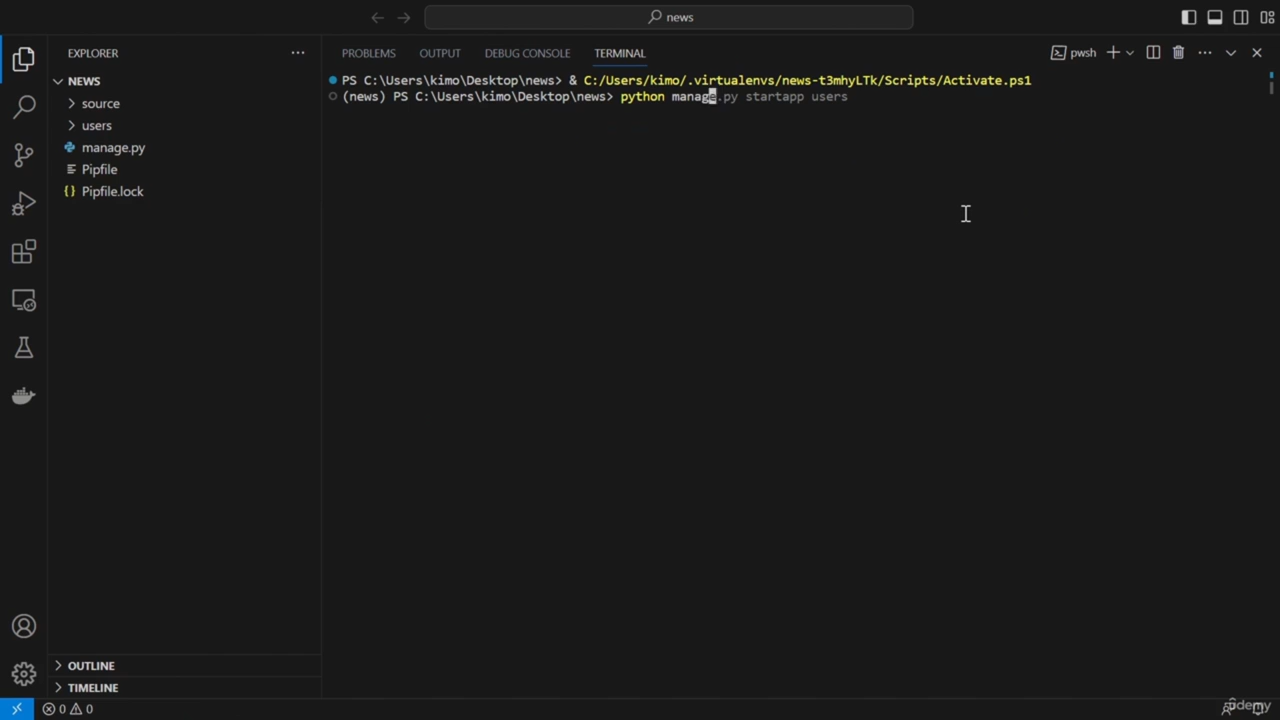 news
EXPLORER
PROBLEMS OUTPUT DEBUG CONSOLE TERMINAL
pwsh
NEWS
source
users
manage.py
Pipfile
Pipfile.lock
PS C:\Users\kimo\Desktop\news> & C:/Users/kimo/.virtualenvs/news-t3mhyLTk/Scripts/Activate.ps1
(news) PS C:\Users\kimo\Desktop\news> python manage.py startapp users
OUTLINE
TIMELINE
0 0
udemy